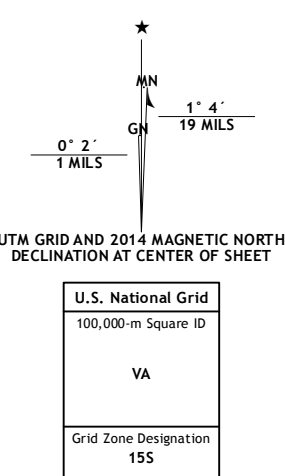 ★
MN
1° 4´
19 MILS
GN
0° 2´
1 MILS
UTM GRID AND 2014 MAGNETIC NORTH
DECLINATION AT CENTER OF SHEET
U.S. National Grid
100,000-m Square ID
VA
Grid Zone Designation
15S